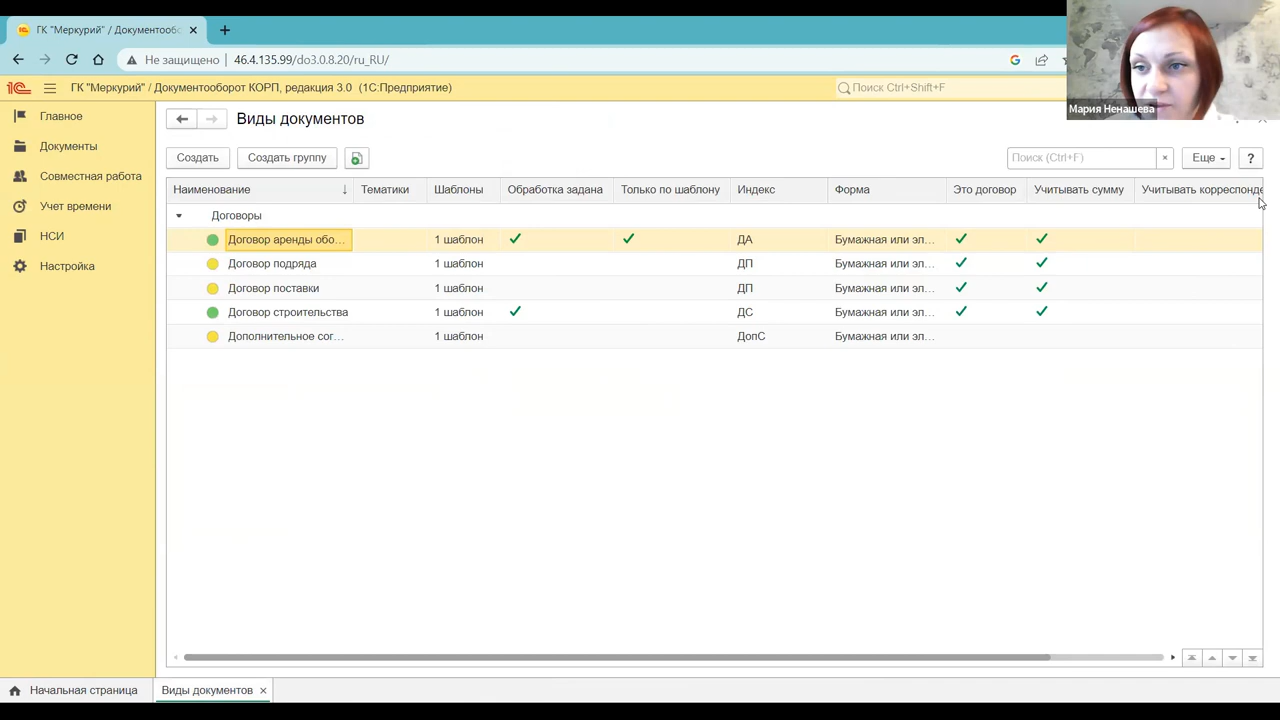 ГК "Меркурий" / Документооб
Не защищено 46.4.135.99/do3.0.8.20/ru_RU/
Мария Ненашева
1С ГК "Меркурий" / Документооборот КОРП, редакция 3.0 (1С:Предприятие) Поиск Ctrl+Shift+F
Главное
Документы
Совместная работа
Учет времени
НСИ
Настройка
Виды документов
Создать Создать группу Поиск (Ctrl+F) × Еще ?
Наименование ↓ Тематики Шаблоны Обработка задана Только по шаблону Индекс Форма Это договор Учитывать сумму Учитывать корреспонде
Договоры
Договор аренды обо... 1 шаблон ДА Бумажная или эл...
Договор подряда 1 шаблон ДП Бумажная или эл...
Договор поставки 1 шаблон ДП Бумажная или эл...
Договор строительства 1 шаблон ДС Бумажная или эл...
Дополнительное сог... 1 шаблон ДопС Бумажная или эл...
Начальная страница Виды документов ×